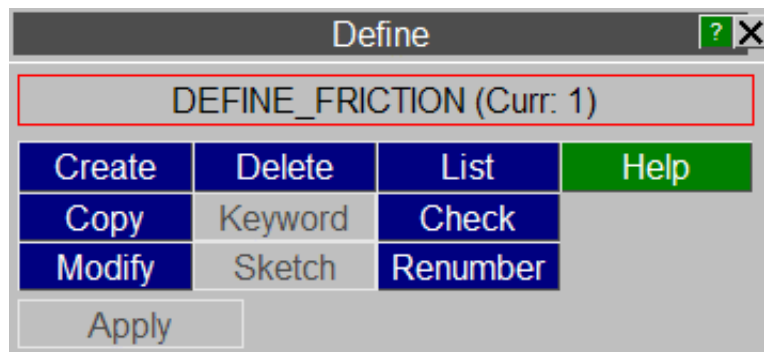 Define ? X
DEFINE_FRICTION (Curr: 1)
Create Delete List Help
Copy Keyword Check
Modify Sketch Renumber
Apply